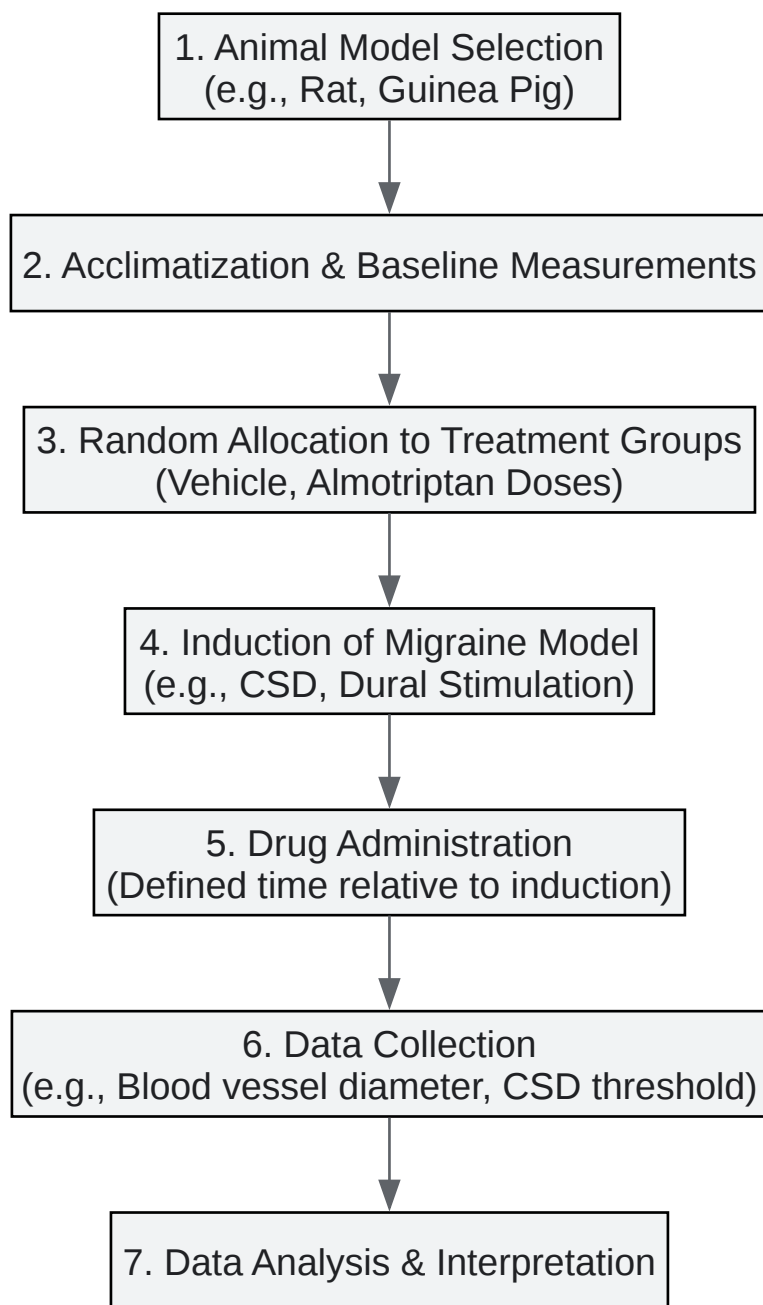 1. Animal Model Selection
(e.g., Rat, Guinea Pig)
2. Acclimatization & Baseline Measurements
3. Random Allocation to Treatment Groups
(Vehicle, Almotriptan Doses)
4. Induction of Migraine Model
(e.g., CSD, Dural Stimulation)
5. Drug Administration
(Defined time relative to induction)
6. Data Collection
(e.g., Blood vessel diameter, CSD threshold)
7. Data Analysis & Interpretation